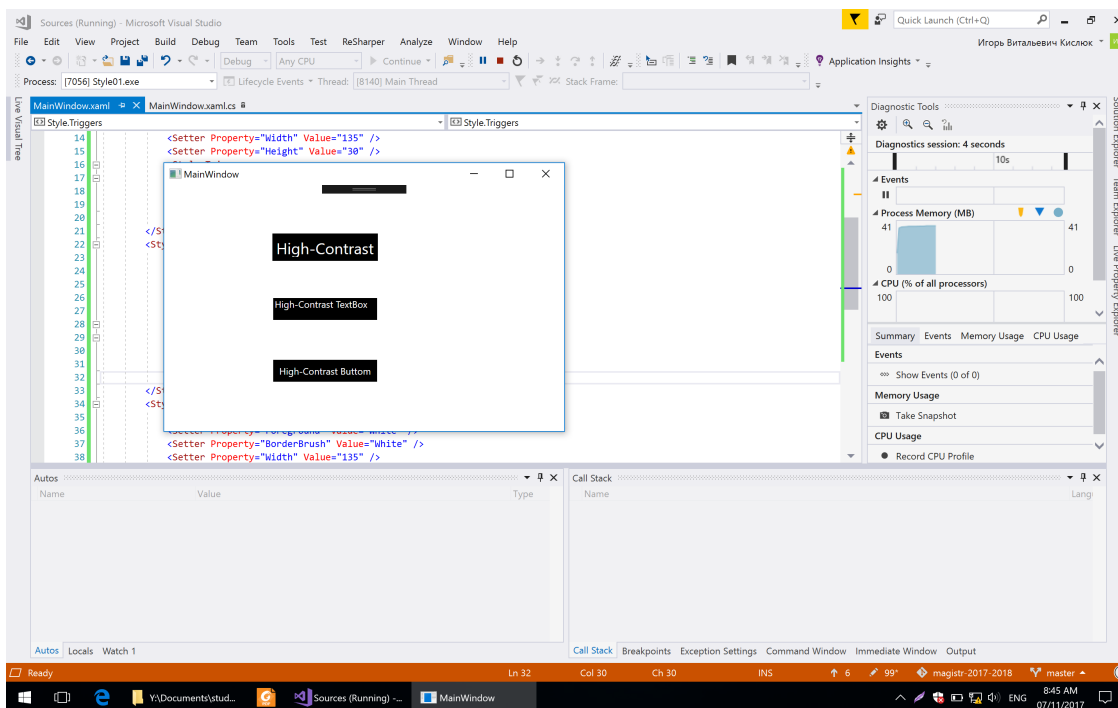 Sources (Running) - Microsoft Visual Studio
Quick Launch (Ctrl+Q)
File Edit View Project Build Debug Team Tools Test ReSharper Analyze Window Help
Игорь Витальевич Кислюк
Debug Any CPU Continue Application Insights
Process: [7056] Style01.exe Lifecycle Events Thread: [8140] Main Thread Stack Frame:
Live Visual Tree
MainWindow.xaml MainWindow.xaml.cs
Style.Triggers Style.Triggers
14 <Setter Property="Width" Value="135" />
15 <Setter Property="Height" Value="30" />
16
17
18
19
20
21 </St
22 <Sty
23
24
25
26
27
28
29
30
31
32
33 </St
34 <Sty
35
36 <Setter Property="Foreground" Value="White" />
37 <Setter Property="BorderBrush" Value="White" />
38 <Setter Property="Width" Value="135" />
MainWindow
High-Contrast
High-Contrast TextBox
High-Contrast Buttom
Diagnostic Tools
Diagnostics session: 4 seconds
10s
Events
Process Memory (MB)
41 41
0 0
CPU (% of all processors)
100 100
Summary Events Memory Usage CPU Usage
Events
Show Events (0 of 0)
Memory Usage
Take Snapshot
CPU Usage
Record CPU Profile
Solution Explorer
Team Explorer
Live Property Explorer
Autos
Name Value Type
Autos Locals Watch 1
Call Stack
Name Lang
Call Stack Breakpoints Exception Settings Command Window Immediate Window Output
Ready Ln 32 Col 30 Ch 30 INS 6 99* magistr-2017-2018 master
Y:\Documents\stud... Sources (Running) -... MainWindow ENG
8:45 AM
07/11/2017